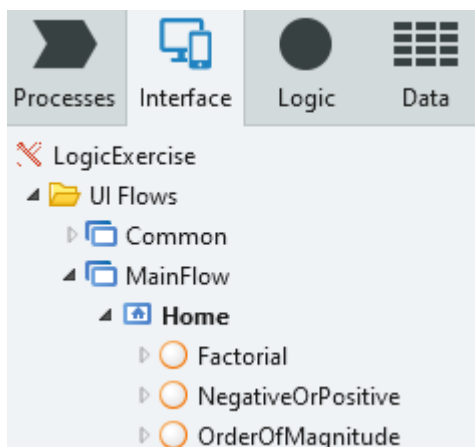 Processes Interface Logic Data
LogicExercise
UI Flows
Common
MainFlow
Home
Factorial
NegativeOrPositive
OrderOfMagnitude